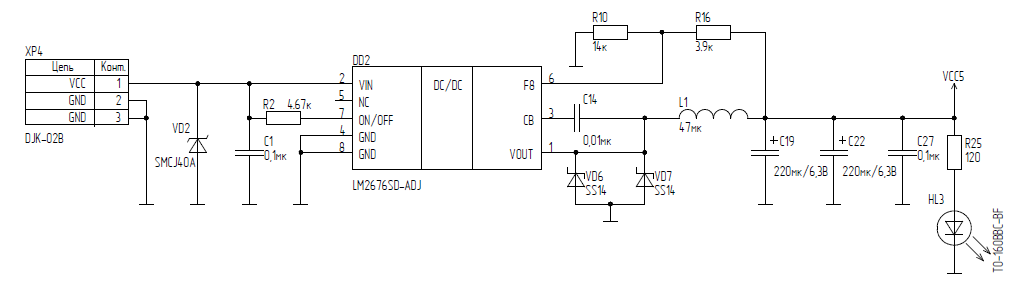 XP4
Цепь Конт.
VCC 1
GND 2
GND 3
DJK-02B
VD2
SMCJ40A
R2 4.67к
C1
0,1мк
DD2
2 VIN
5 NC
7 ON/OFF
4 GND
8 GND
DC/DC
FB 6
CB 3
VOUT 1
LM2676SD-ADJ
R10
14к
R16
3.9к
C14
0,01мк
VD6
SS14
VD7
SS14
L1
47мк
C19
220мк/6,3В
C22
220мк/6,3В
C27
0,1мк
VCC5
R25
120
HL3
TO-1608BC-BF